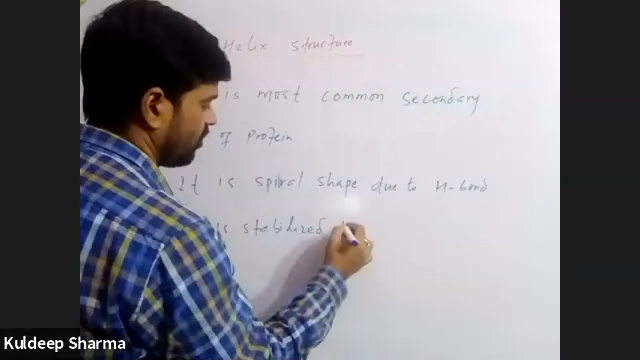 Helix structure
is most common secondary
of protein
It is spiral shape due to H-bond
is stabilized
Kuldeep Sharma